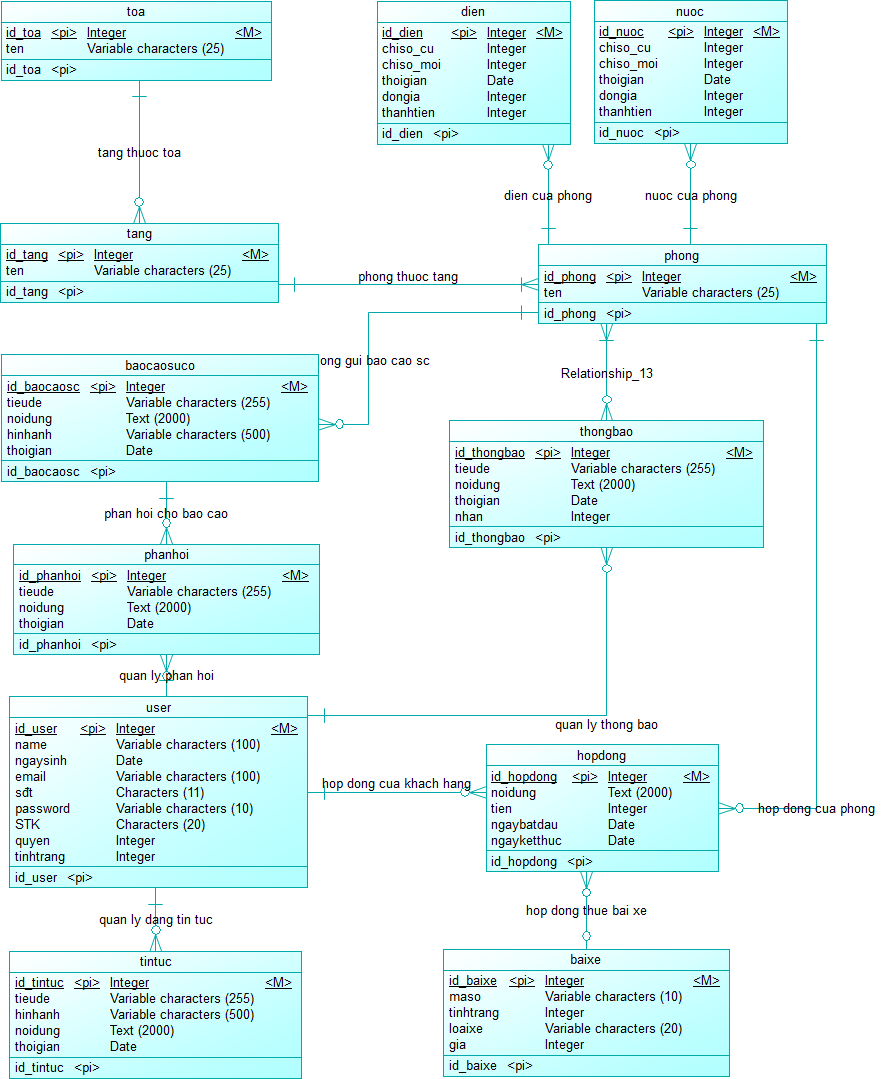 toa
id_toa <pi> Integer <M>
ten Variable characters (25)
id_toa <pi>
dien
id_dien <pi> Integer <M>
chiso_cu Integer
chiso_moi Integer
thoigian Date
dongia Integer
thanhtien Integer
id_dien <pi>
nuoc
id_nuoc <pi> Integer <M>
chiso_cu Integer
chiso_moi Integer
thoigian Date
dongia Integer
thanhtien Integer
id_nuoc <pi>
tang thuoc toa
dien cua phong
nuoc cua phong
tang
id_tang <pi> Integer <M>
ten Variable characters (25)
id_tang <pi>
phong thuoc tang
phong
id_phong <pi> Integer <M>
ten Variable characters (25)
id_phong <pi>
ong gui bao cao sc
baocaosuco
id_baocaosc <pi> Integer <M>
tieude Variable characters (255)
noidung Text (2000)
hinhanh Variable characters (500)
thoigian Date
id_baocaosc <pi>
Relationship_13
thongbao
id_thongbao <pi> Integer <M>
tieude Variable characters (255)
noidung Text (2000)
thoigian Date
nhan Integer
id_thongbao <pi>
phan hoi cho bao cao
phanhoi
id_phanhoi <pi> Integer <M>
tieude Variable characters (255)
noidung Text (2000)
thoigian Date
id_phanhoi <pi>
quan ly phan hoi
user
id_user <pi> Integer <M>
name Variable characters (100)
ngaysinh Date
email Variable characters (100)
sđt Characters (11)
password Variable characters (10)
STK Characters (20)
quyen Integer
tinhtrang Integer
id_user <pi>
quan ly thong bao
hop dong cua khach hang
hopdong
id_hopdong <pi> Integer <M>
noidung Text (2000)
tien Integer
ngaybatdau Date
ngayketthuc Date
id_hopdong <pi>
hop dong cua phong
quan ly dang tin tuc
hop dong thue bai xe
tintuc
id_tintuc <pi> Integer <M>
tieude Variable characters (255)
hinhanh Variable characters (500)
noidung Text (2000)
thoigian Date
id_tintuc <pi>
baixe
id_baixe <pi> Integer <M>
maso Variable characters (10)
tinhtrang Integer
loaixe Variable characters (20)
gia Integer
id_baixe <pi>